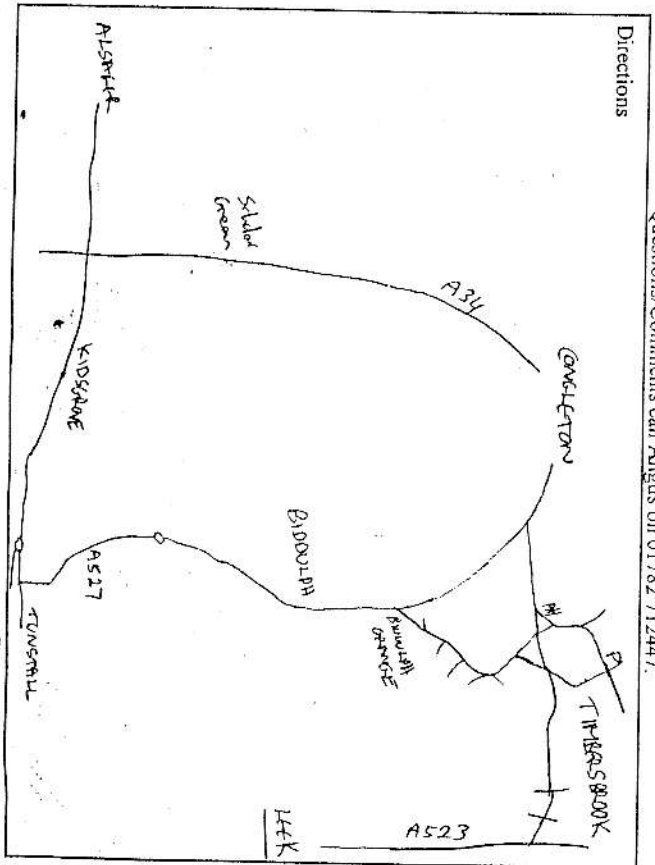 Questions/Comments call Angus on 01782 712447.
Directions
CONGLETON
A34
Scholar
Green
ALSAGER
KIDSGROVE
BIDDULPH
BIDDULPH
GRANGE
PH
P
TIMBERSBROOK
A527
TUNSTALL
A523
LEEK